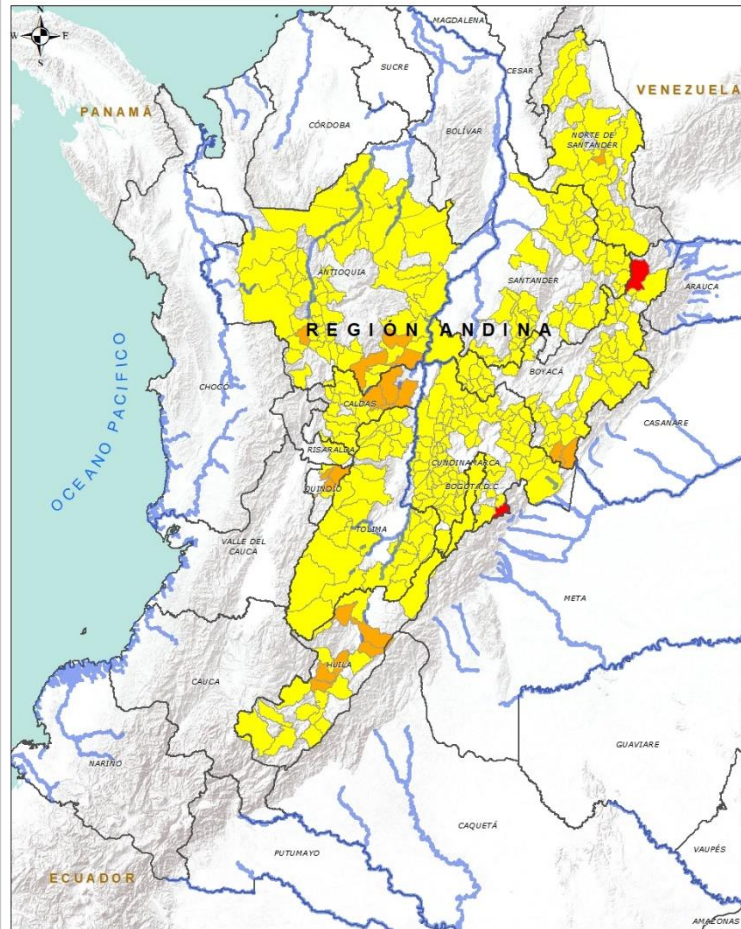 N
W E
S
MAGDALENA
SUCRE
CESAR
VENEZUELA
PANAMÁ
CÓRDOBA
BOLÍVAR
NORTE DE
SANTANDER
ANTIOQUIA
SANTANDER
ARAUCA
REGIÓN ANDINA
OCEANO PACIFICO
CHOCO
BOYACÁ
CALDAS
CASANARE
RISARALDA
CUNDINAMARCA
BOGOTÁ D.C.
QUINDIO
TOLIMA
VALLE DEL
CAUCA
META
HUILA
CAUCA
GUAVIARE
NARIÑO
CAQUETÁ
PUTUMAYO
VAUPÉS
ECUADOR
AMAZONAS